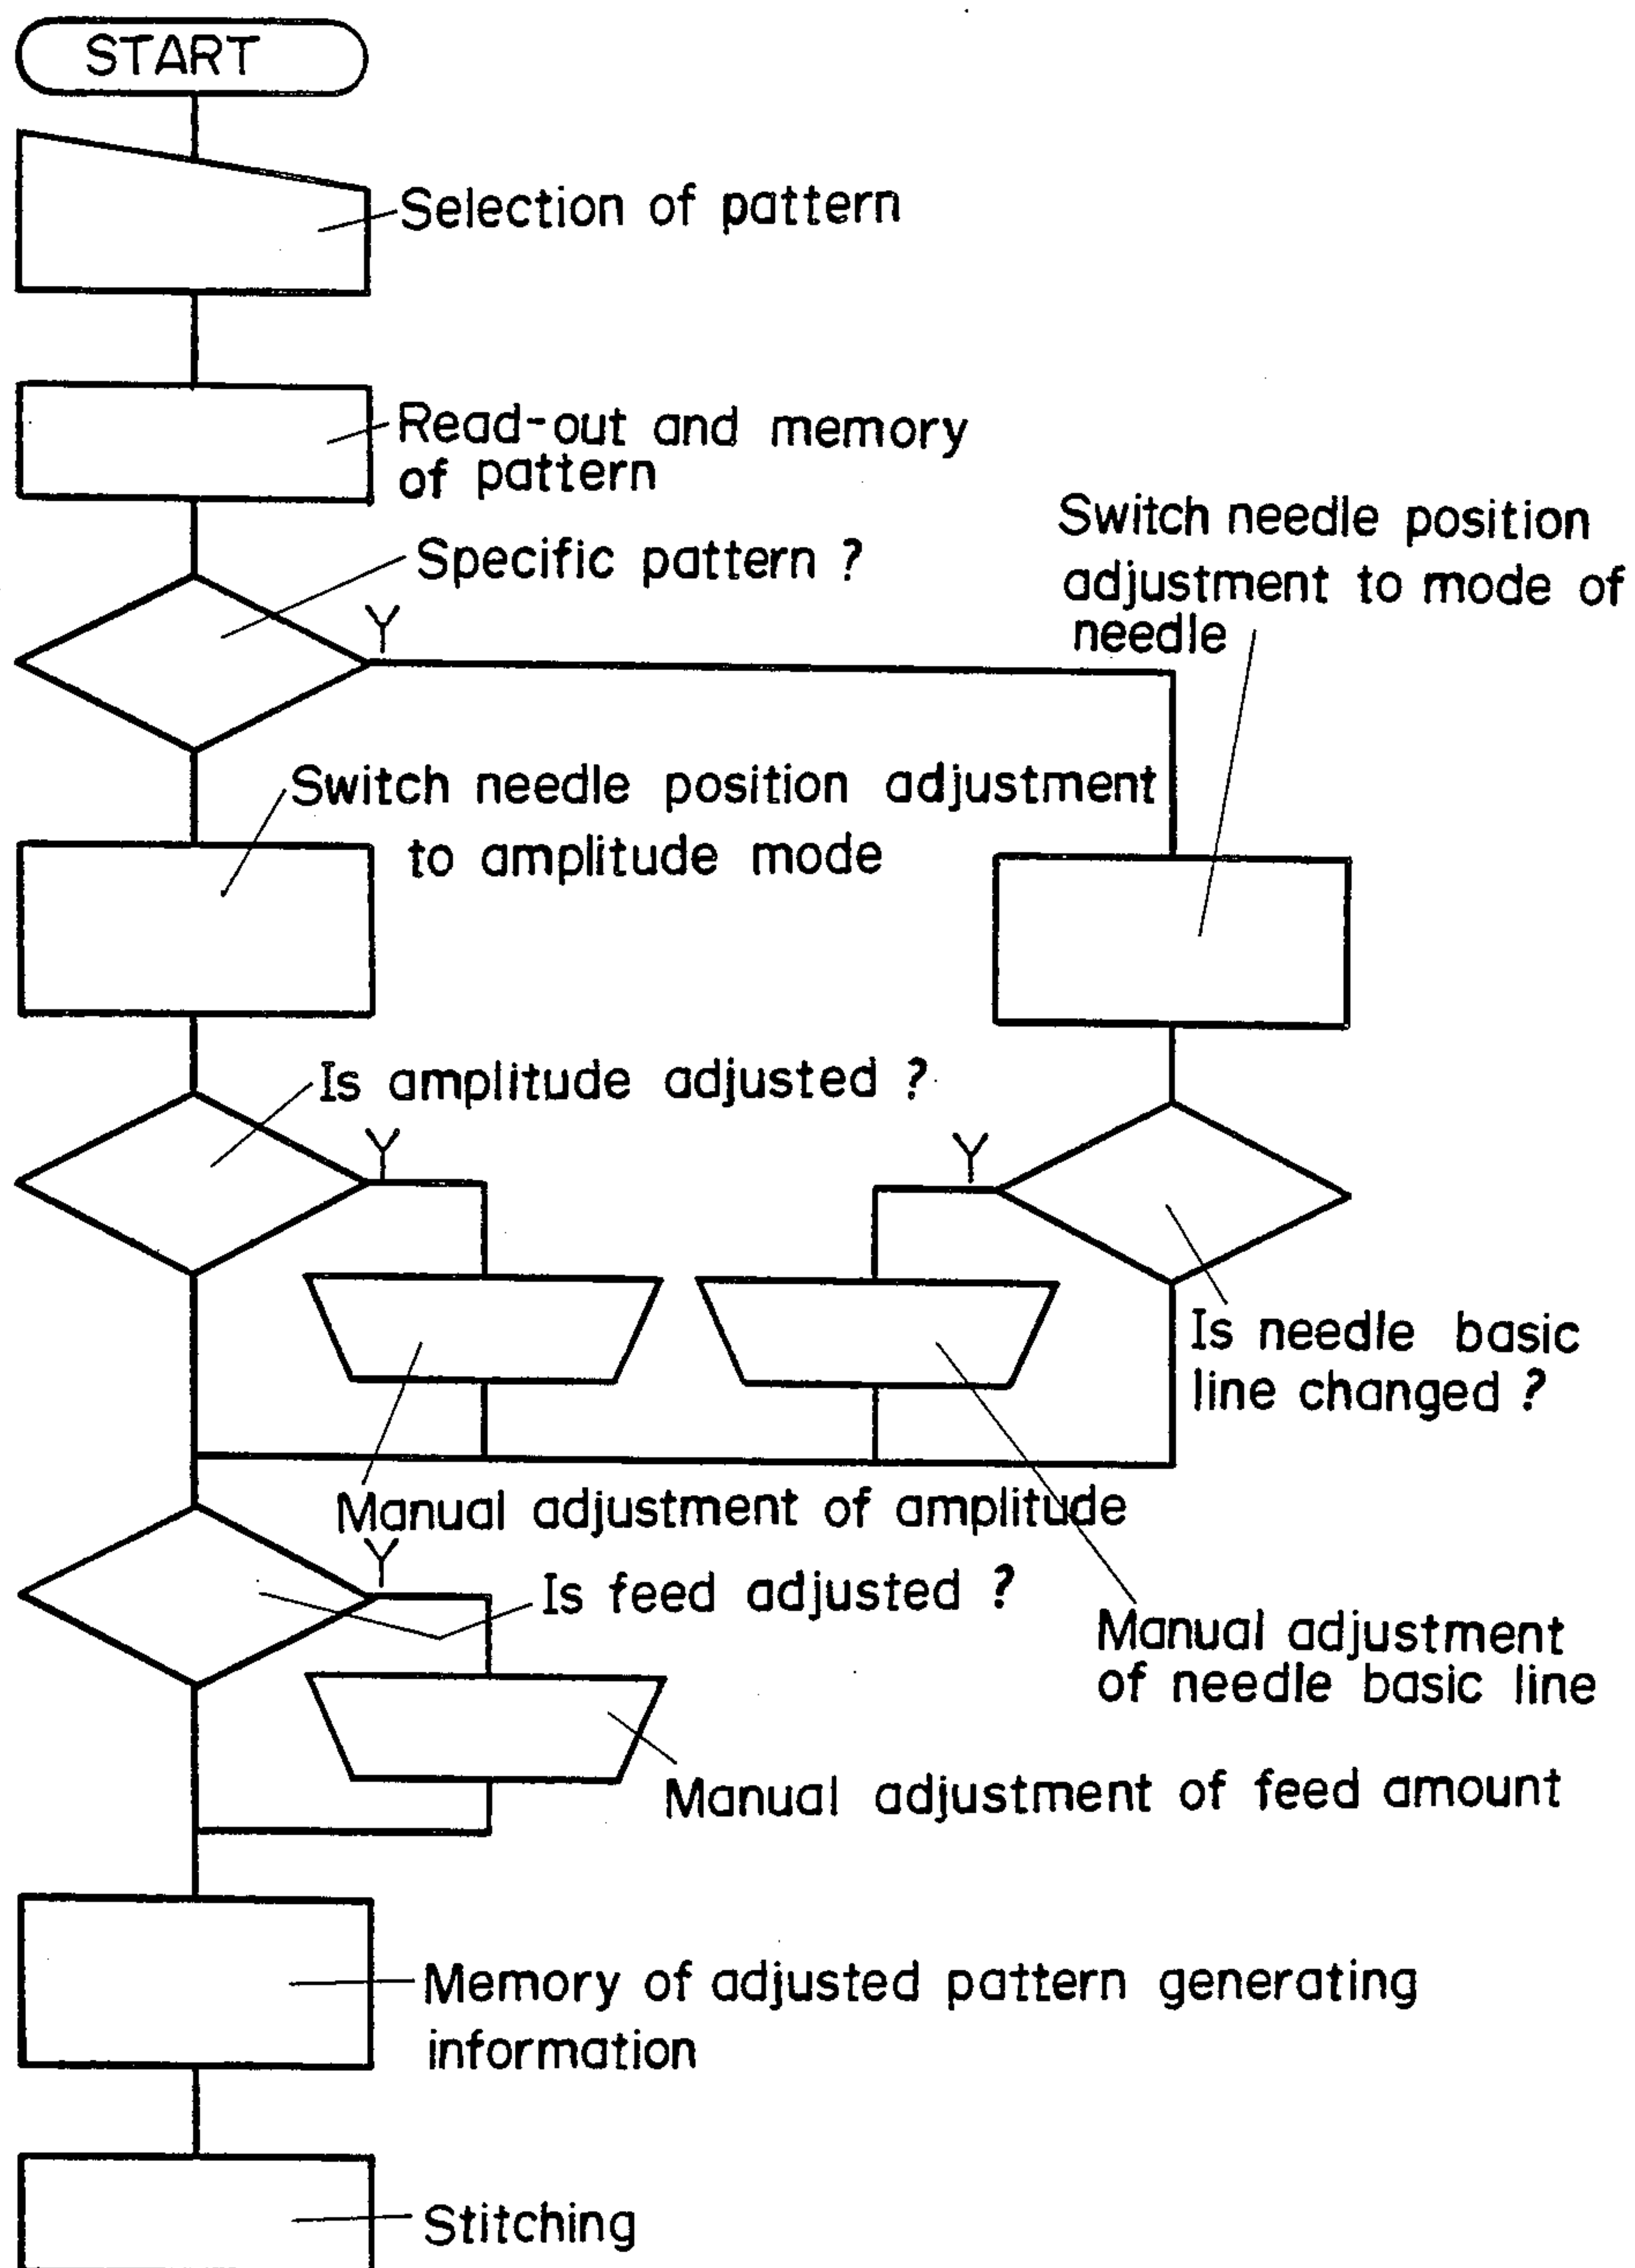 START
Selection of pattern
Read-out and memory
of pattern
Specific pattern ?
Y
Switch needle position
adjustment to mode of
needle
Switch needle position adjustment
to amplitude mode
Is amplitude adjusted ?
Y
Y
Is needle basic
line changed ?
Manual adjustment of amplitude
Y
Is feed adjusted ?
Manual adjustment
of needle basic line
Manual adjustment of feed amount
Memory of adjusted pattern generating
information
Stitching